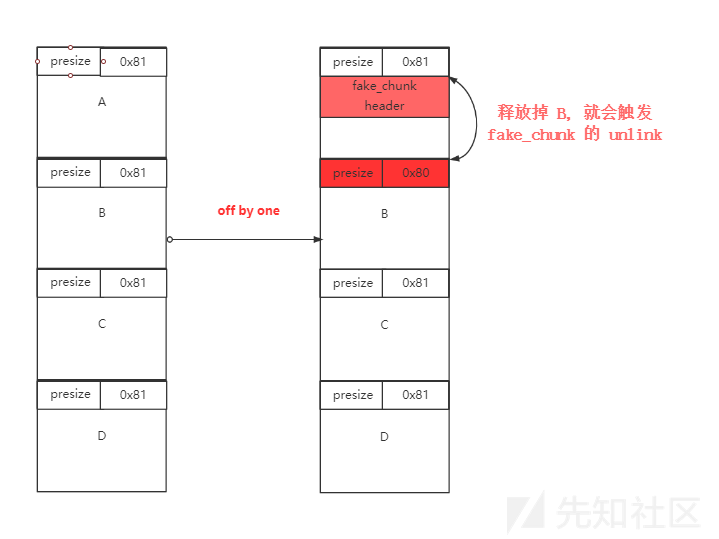 presize 0x81
A
presize 0x81
B
presize 0x81
C
presize 0x81
D
off by one
presize 0x81
fake_chunk
header
presize 0x80
B
presize 0x81
C
presize 0x81
D
释放掉 B, 就会触发
fake_chunk 的 unlink
先知社区